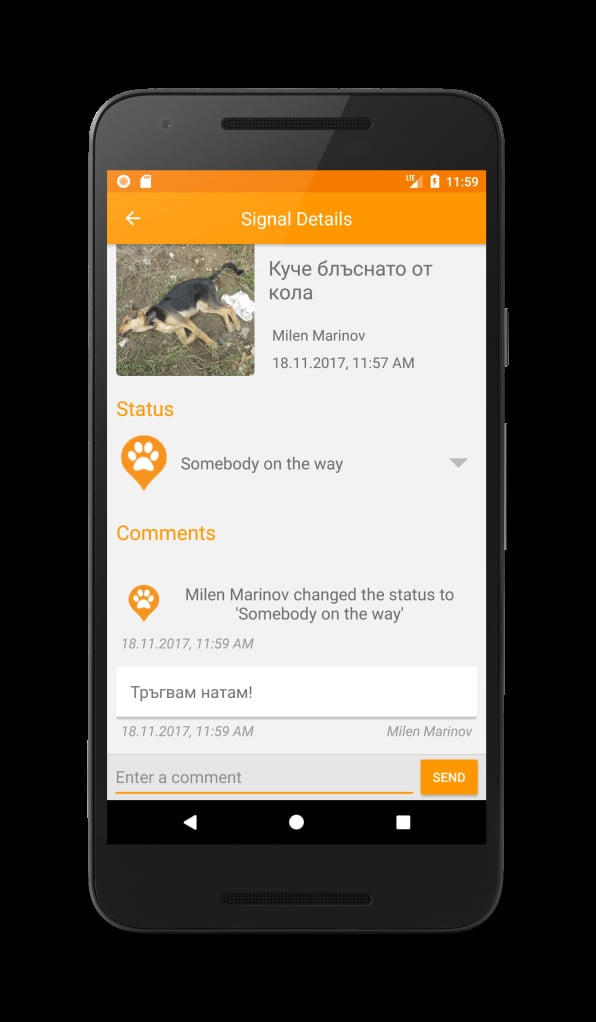 LTE 11:59
Signal Details
Куче блъснато от
кола
Milen Marinov
18.11.2017, 11:57 AM
Status
Somebody on the way
Comments
Milen Marinov changed the status to
'Somebody on the way'
18.11.2017, 11:59 AM
Тръгвам натам!
18.11.2017, 11:59 AM Milen Marinov
Enter a comment SEND